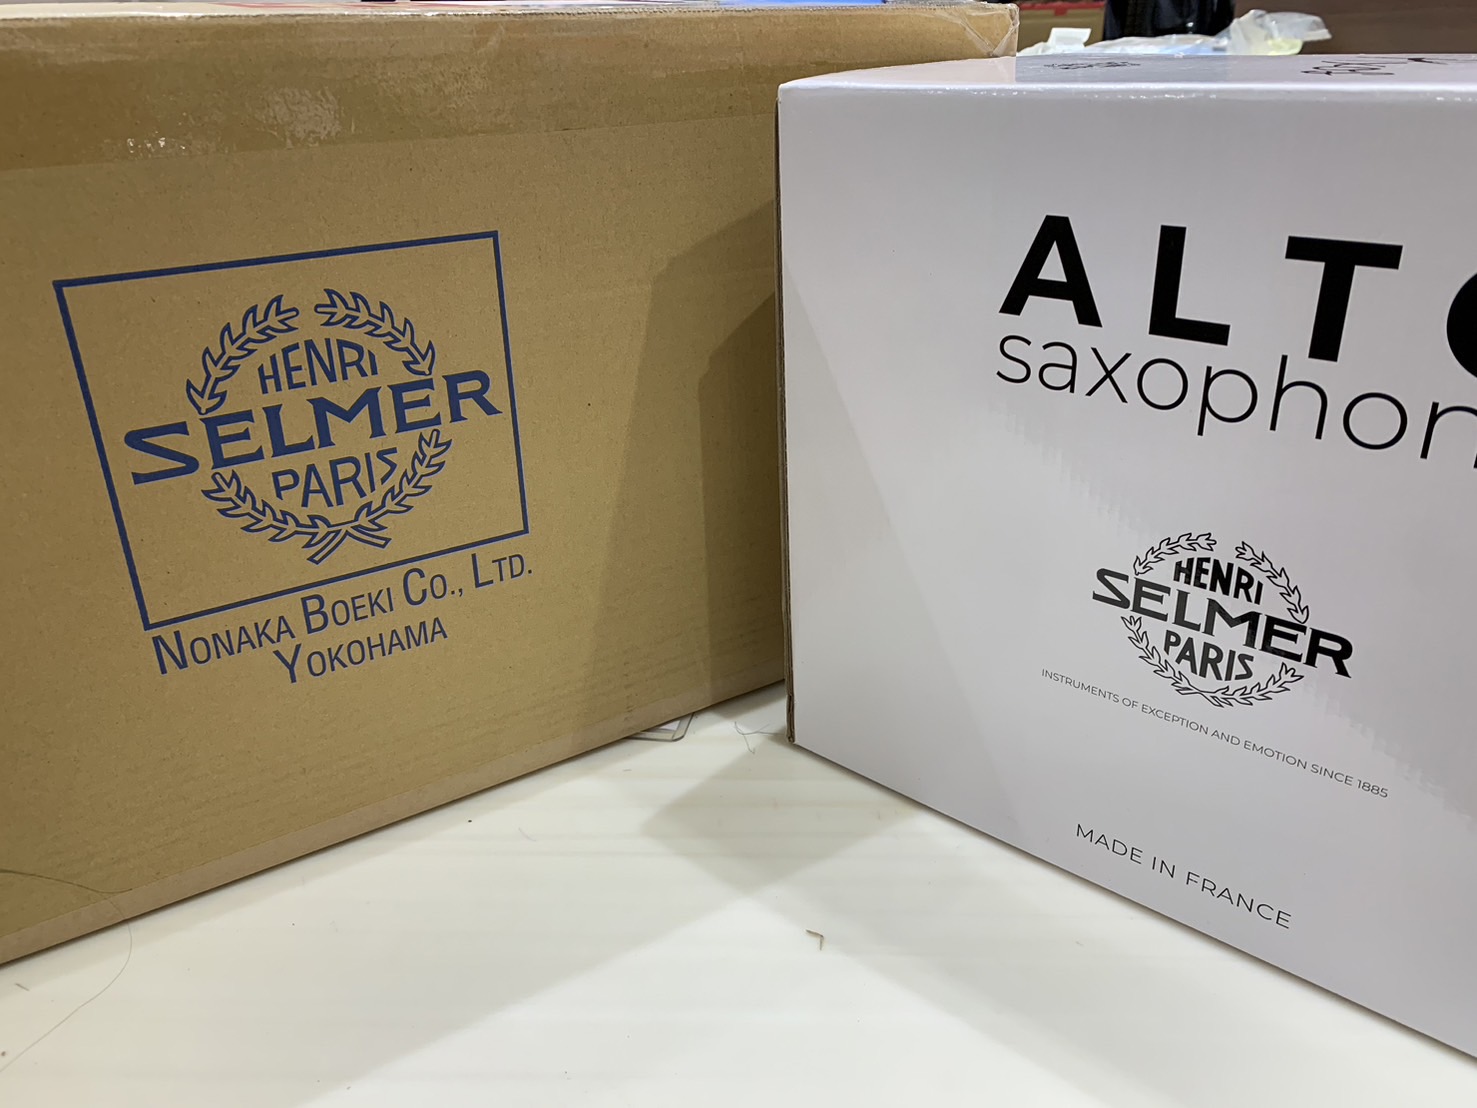 HENRI
SELMER
PARIS
NONAKA BOEKI CO., LTD.
YOKOHAMA
ALTO
saxophon
HENRI
SELMER
PARIS
INSTRUMENTS OF EXCEPTION AND EMOTION SINCE 1885
MADE IN FRANCE